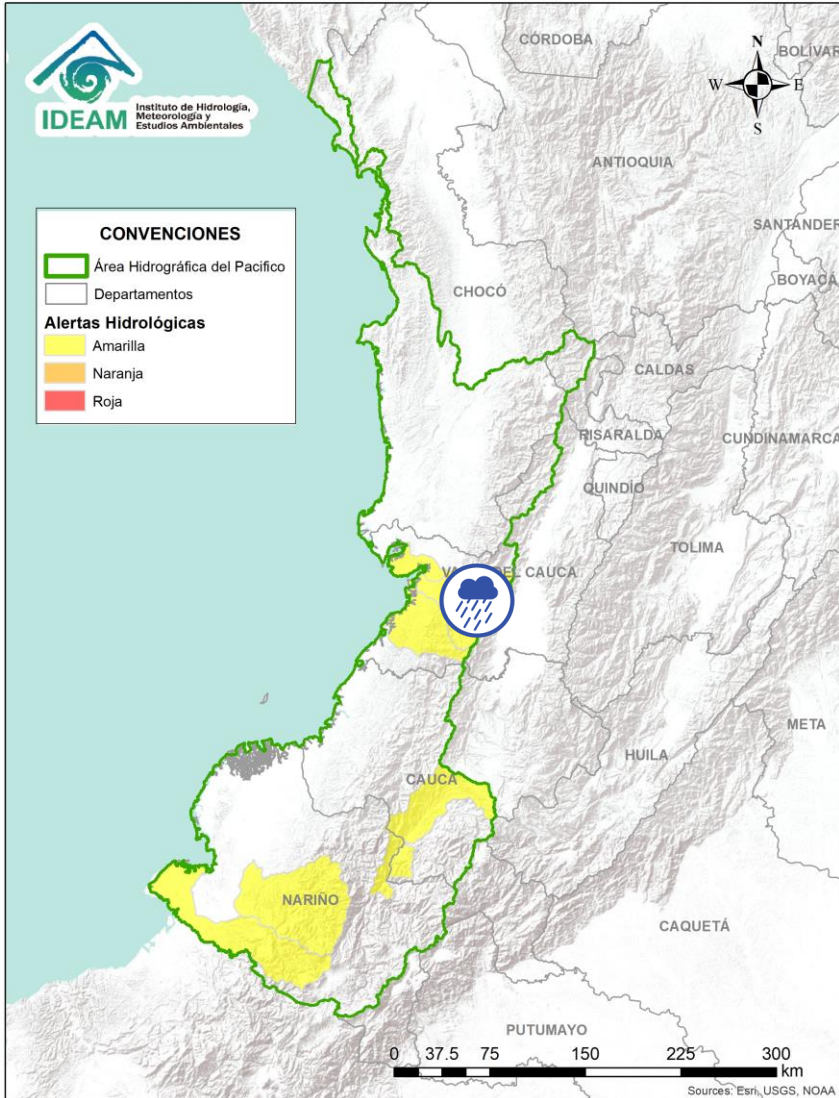 IDEAM
Instituto de Hidrología,
Meteorología y
Estudios Ambientales
N
W
E
S
CÓRDOBA
BOLÍVAR
ANTIOQUIA
SANTANDER
BOYACÁ
CONVENCIONES
Área Hidrográfica del Pacifico
Departamentos
Alertas Hidrológicas
Amarilla
Naranja
Roja
CHOCÓ
CALDAS
RISARALDA
CUNDINAMARCA
QUINDÍO
TOLIMA
VA DEL CAUCA
META
HUILA
CAUCA
NARIÑO
CAQUETÁ
PUTUMAYO
0 37.5 75 150 225 300
km
Sources: Esri, USGS, NOAA